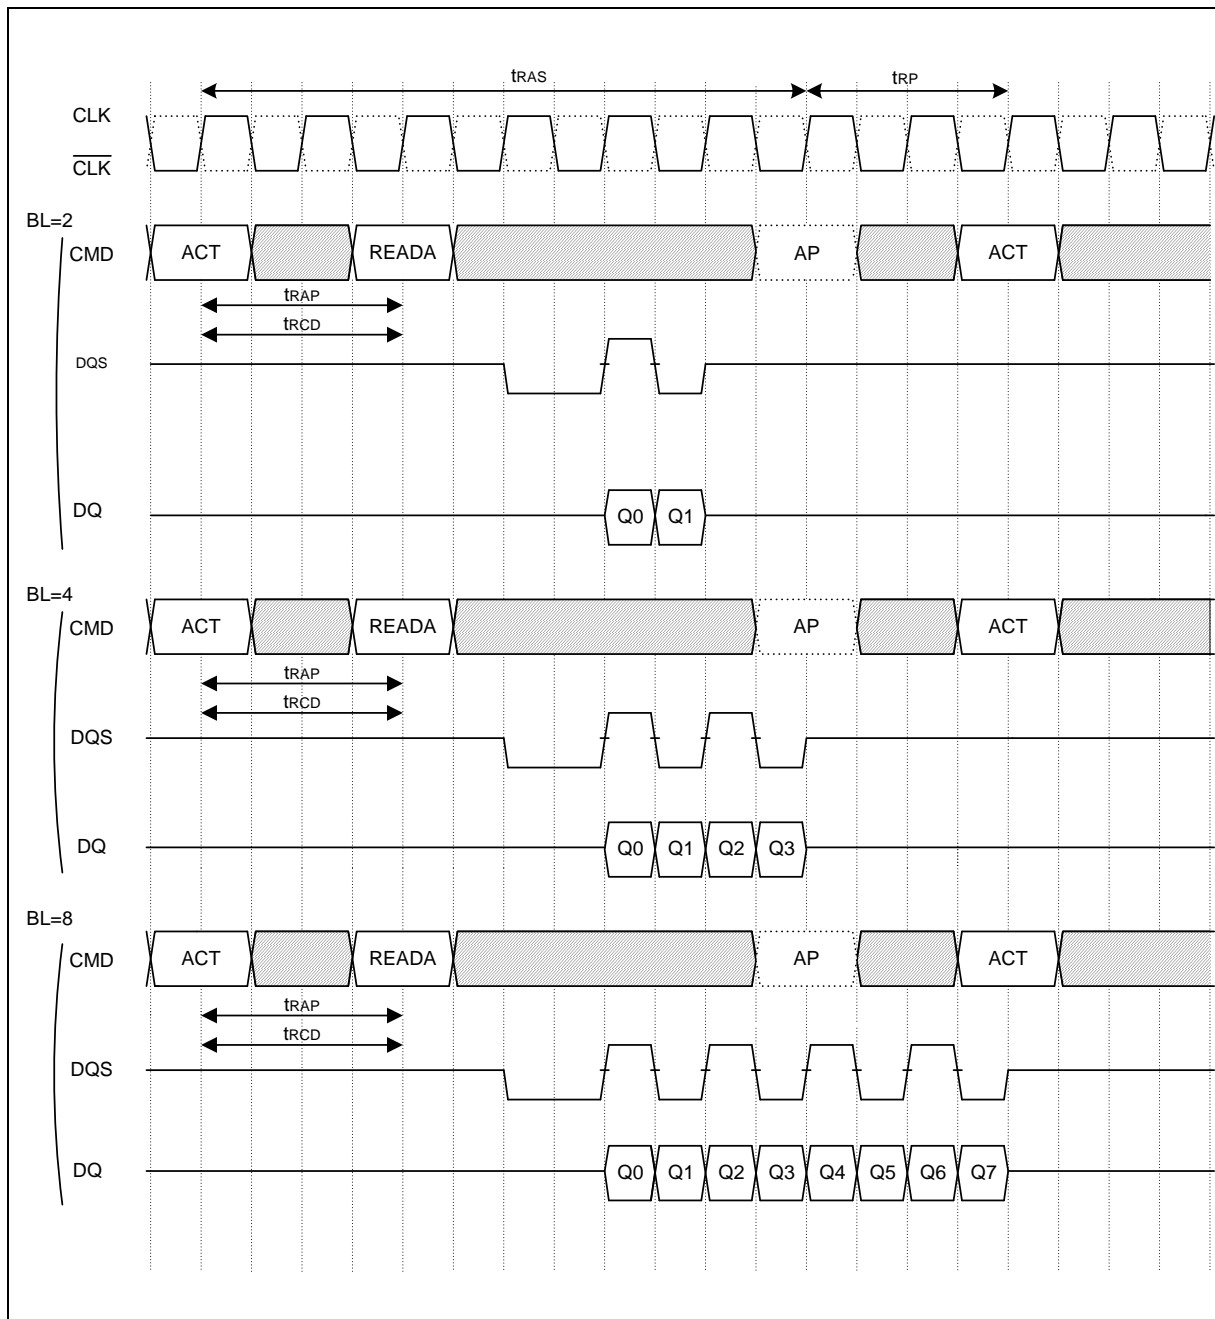 tRAS tRP
CLK
CLK
BL=2
CMD ACT READA AP ACT
tRAP
tRCD
DQS
DQ Q0 Q1
BL=4
CMD ACT READA AP ACT
tRAP
tRCD
DQS
DQ Q0 Q1 Q2 Q3
BL=8
CMD ACT READA AP ACT
tRAP
tRCD
DQS
DQ Q0 Q1 Q2 Q3 Q4 Q5 Q6 Q7